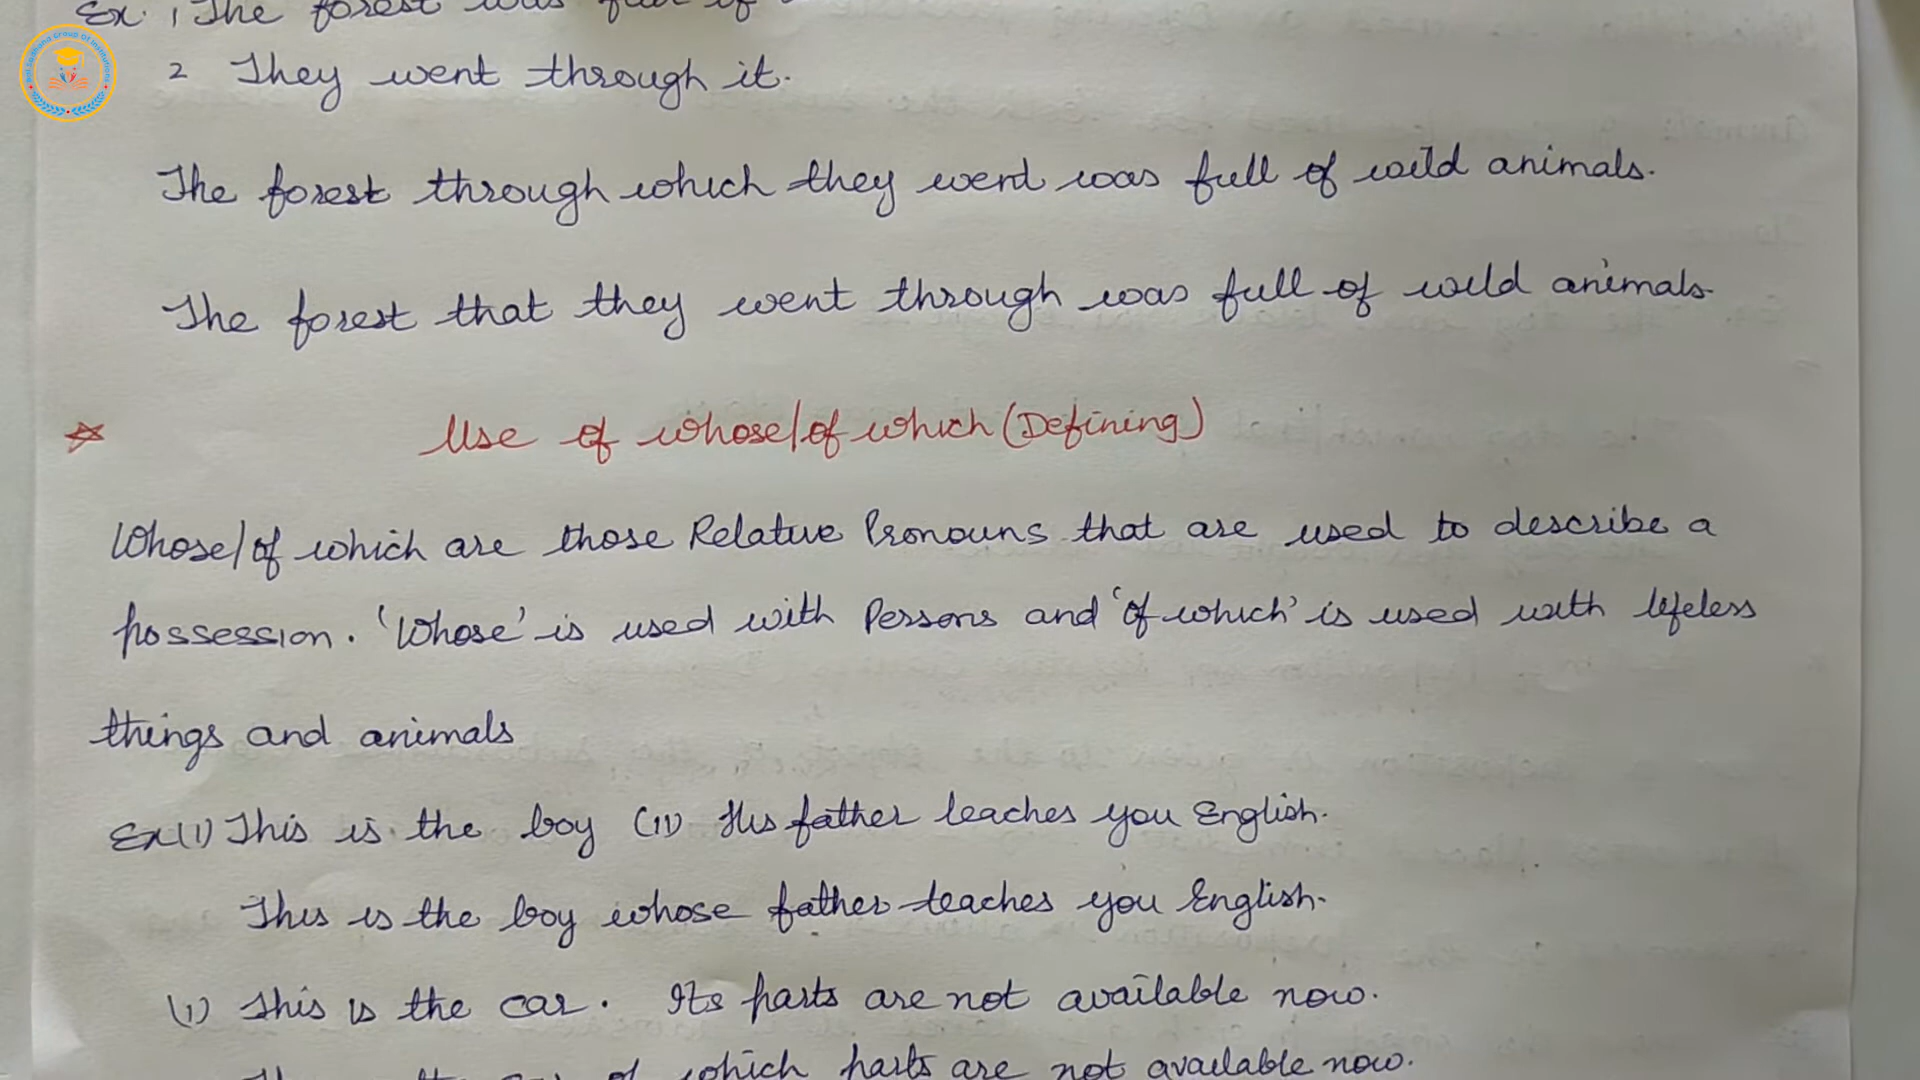 Ex. 1 The forest was full of
2 They went through it.
The forest through which they went was full of wild animals.
The forest that they went through was full of wild animals
Use of whose/of which (Defining)
Whose/of which are those Relative Pronouns that are used to describe a
possession. 'Whose' is used with Persons and 'of which' is used with lifeless
things and animals
Ex (i) This is the boy (ii) His father teaches you English.
This is the boy whose father teaches you English.
(i) This is the car. Its parts are not available now.
of which parts are not available now.